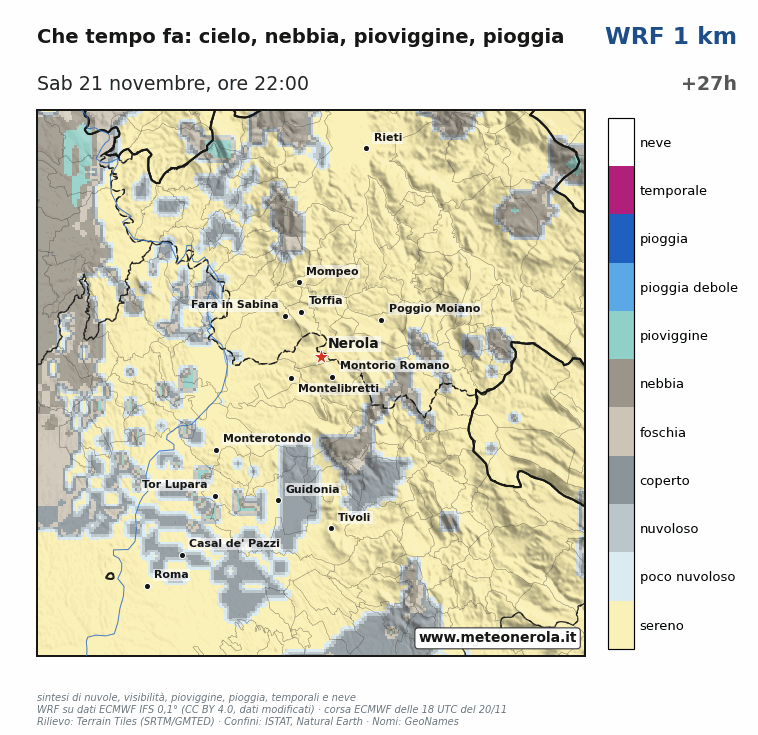 Che tempo fa: cielo, nebbia, pioviggine, pioggia
WRF 1 km
Sab 21 novembre, ore 22:00
+27h
Rieti
Mompeo
Fara in Sabina
Toffia
Poggio Moiano
Nerola
Montorio Romano
Montelibretti
Monterotondo
Tor Lupara
Guidonia
Tivoli
Casal de' Pazzi
Roma
www.meteonerola.it
neve
temporale
pioggia
pioggia debole
pioviggine
nebbia
foschia
coperto
nuvoloso
poco nuvoloso
sereno
sintesi di nuvole, visibilità, pioviggine, pioggia, temporali e neve
WRF su dati ECMWF IFS 0,1° (CC BY 4.0, dati modificati) · corsa ECMWF delle 18 UTC del 20/11
Rilievo: Terrain Tiles (SRTM/GMTED) · Confini: ISTAT, Natural Earth · Nomi: GeoNames